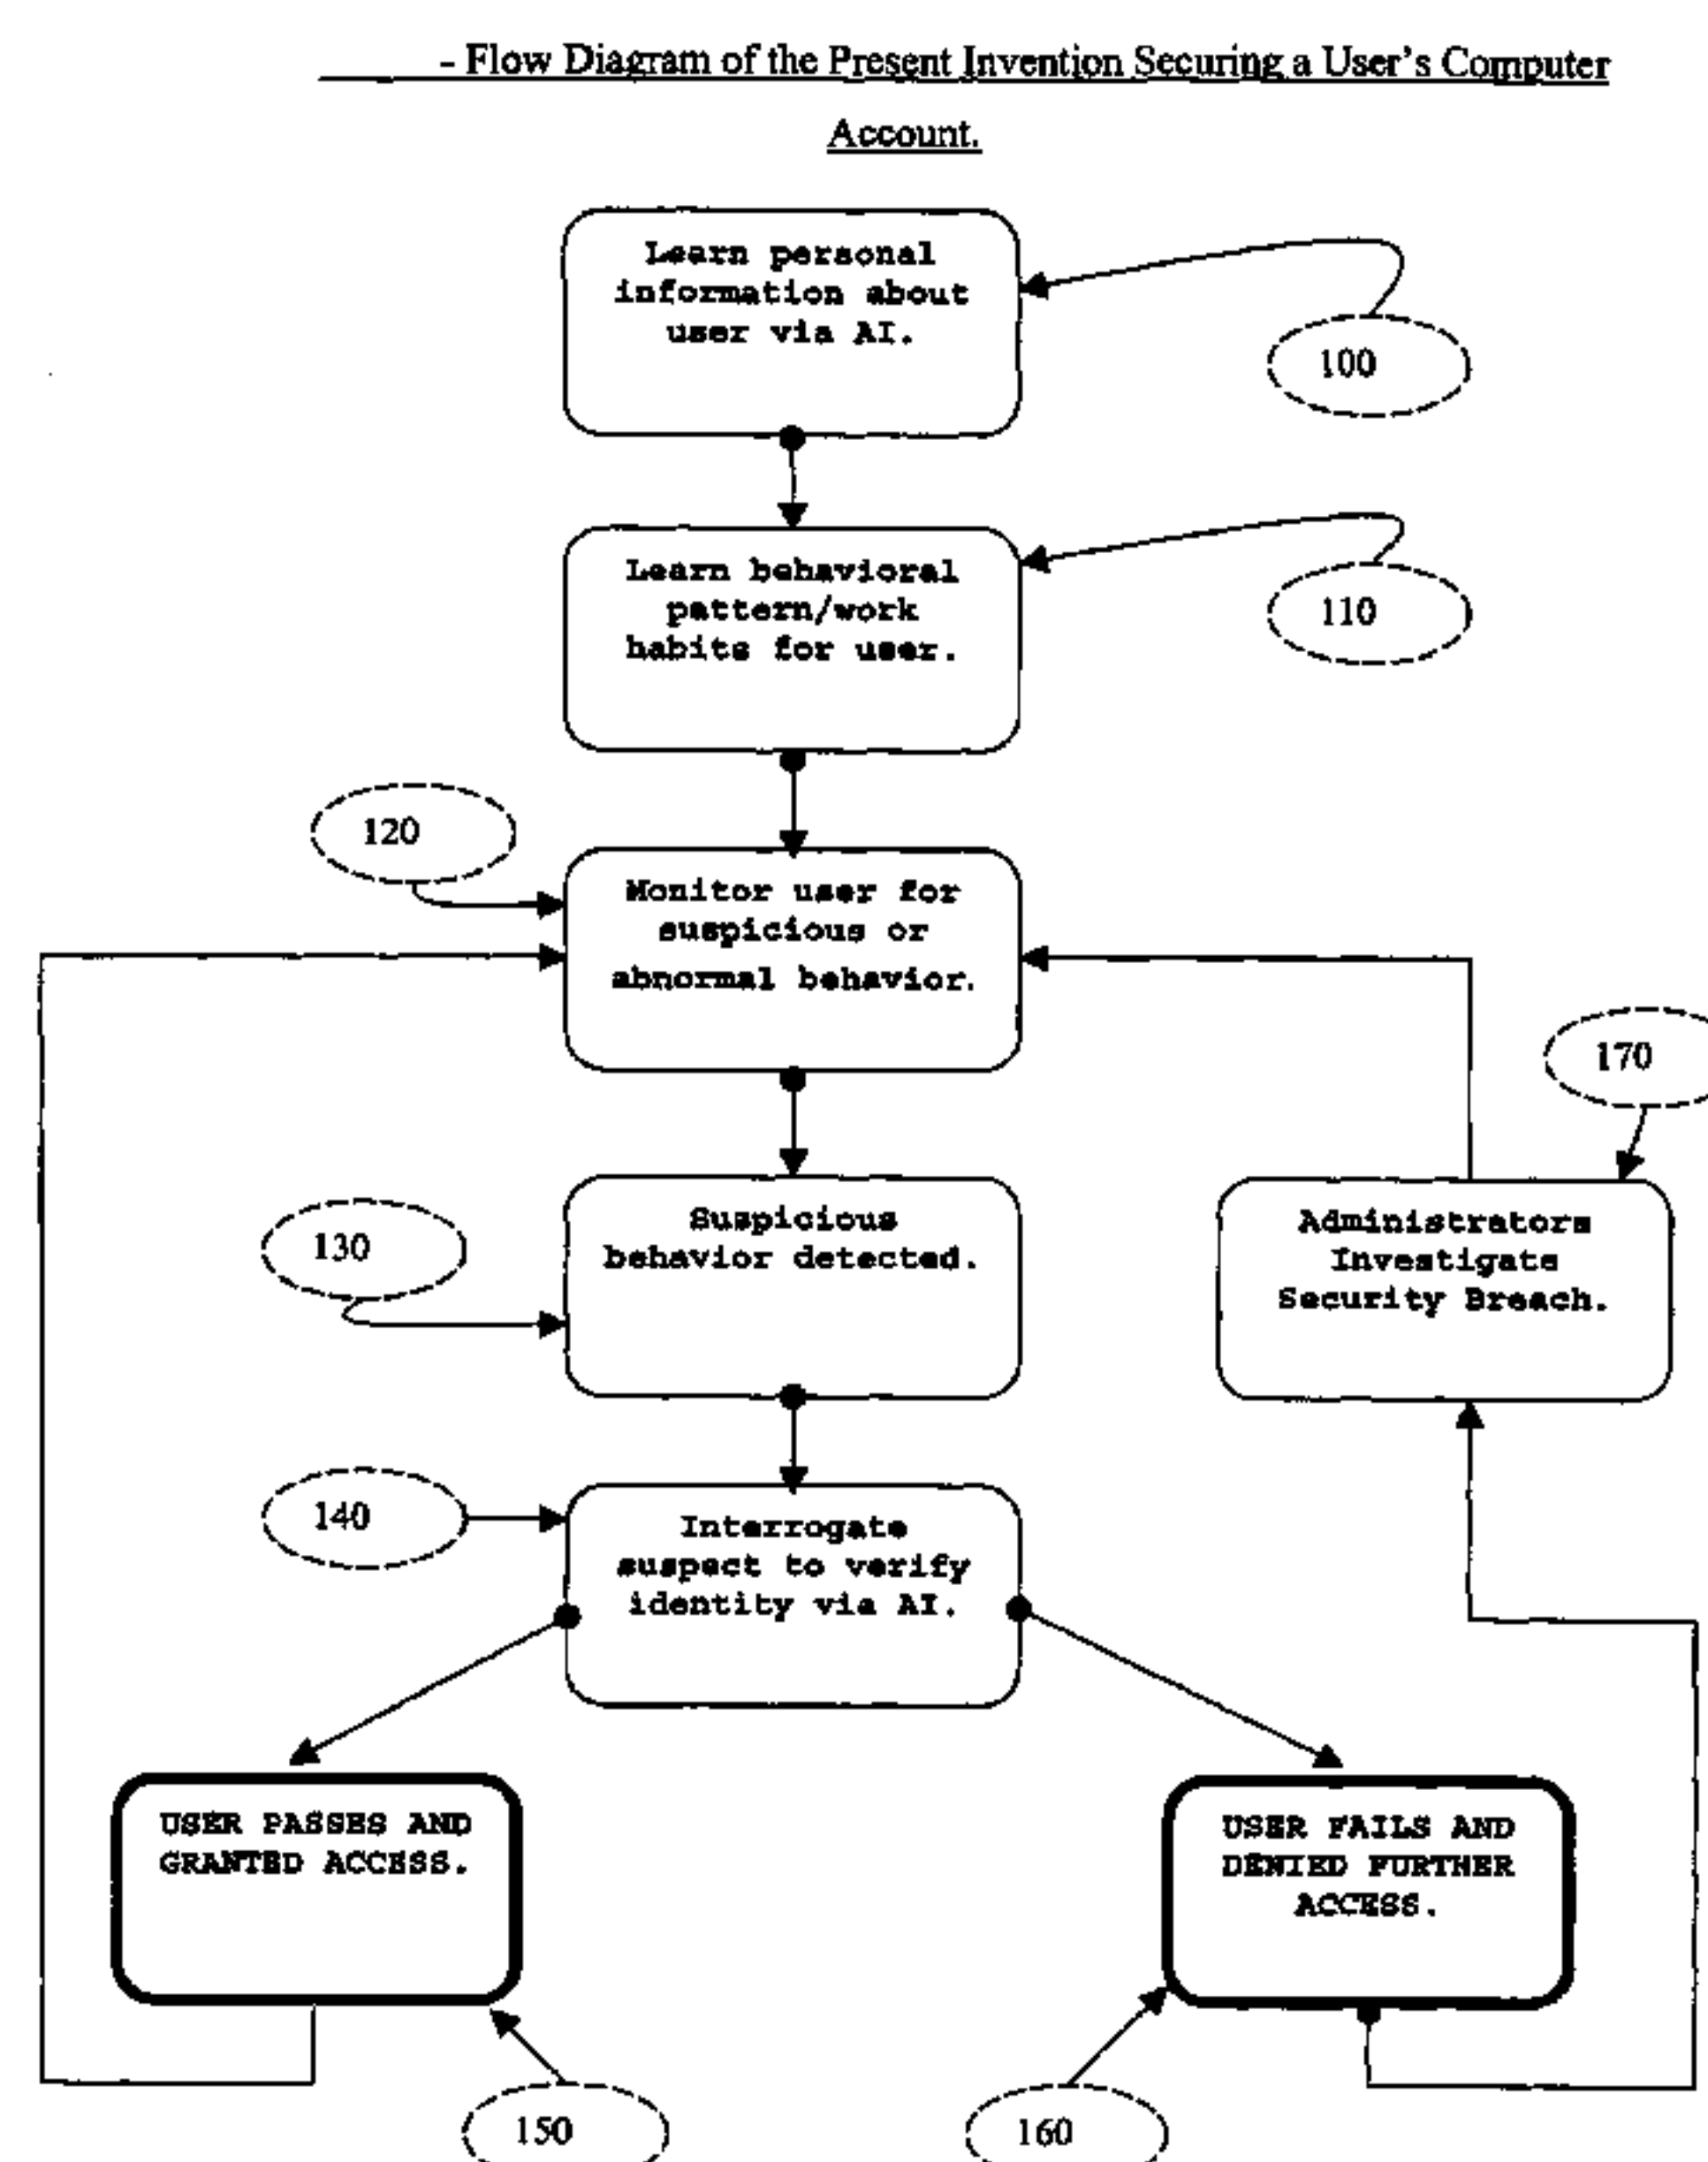 - Flow Diagram of the Present Invention Securing a User's Computer
Account.
Learn personal
information about
user via AI.
100
Learn behavioral
pattern/work
habits for user.
110
120
Monitor user for
suspicious or
abnormal behavior.
170
Suspicious
behavior detected.
130
Administrators
Investigate
Security Breach.
140
Interrogate
suspect to verify
identity via AI.
USER PASSES AND
GRANTED ACCESS.
USER FAILS AND
DENIED FURTHER
ACCESS.
150
160